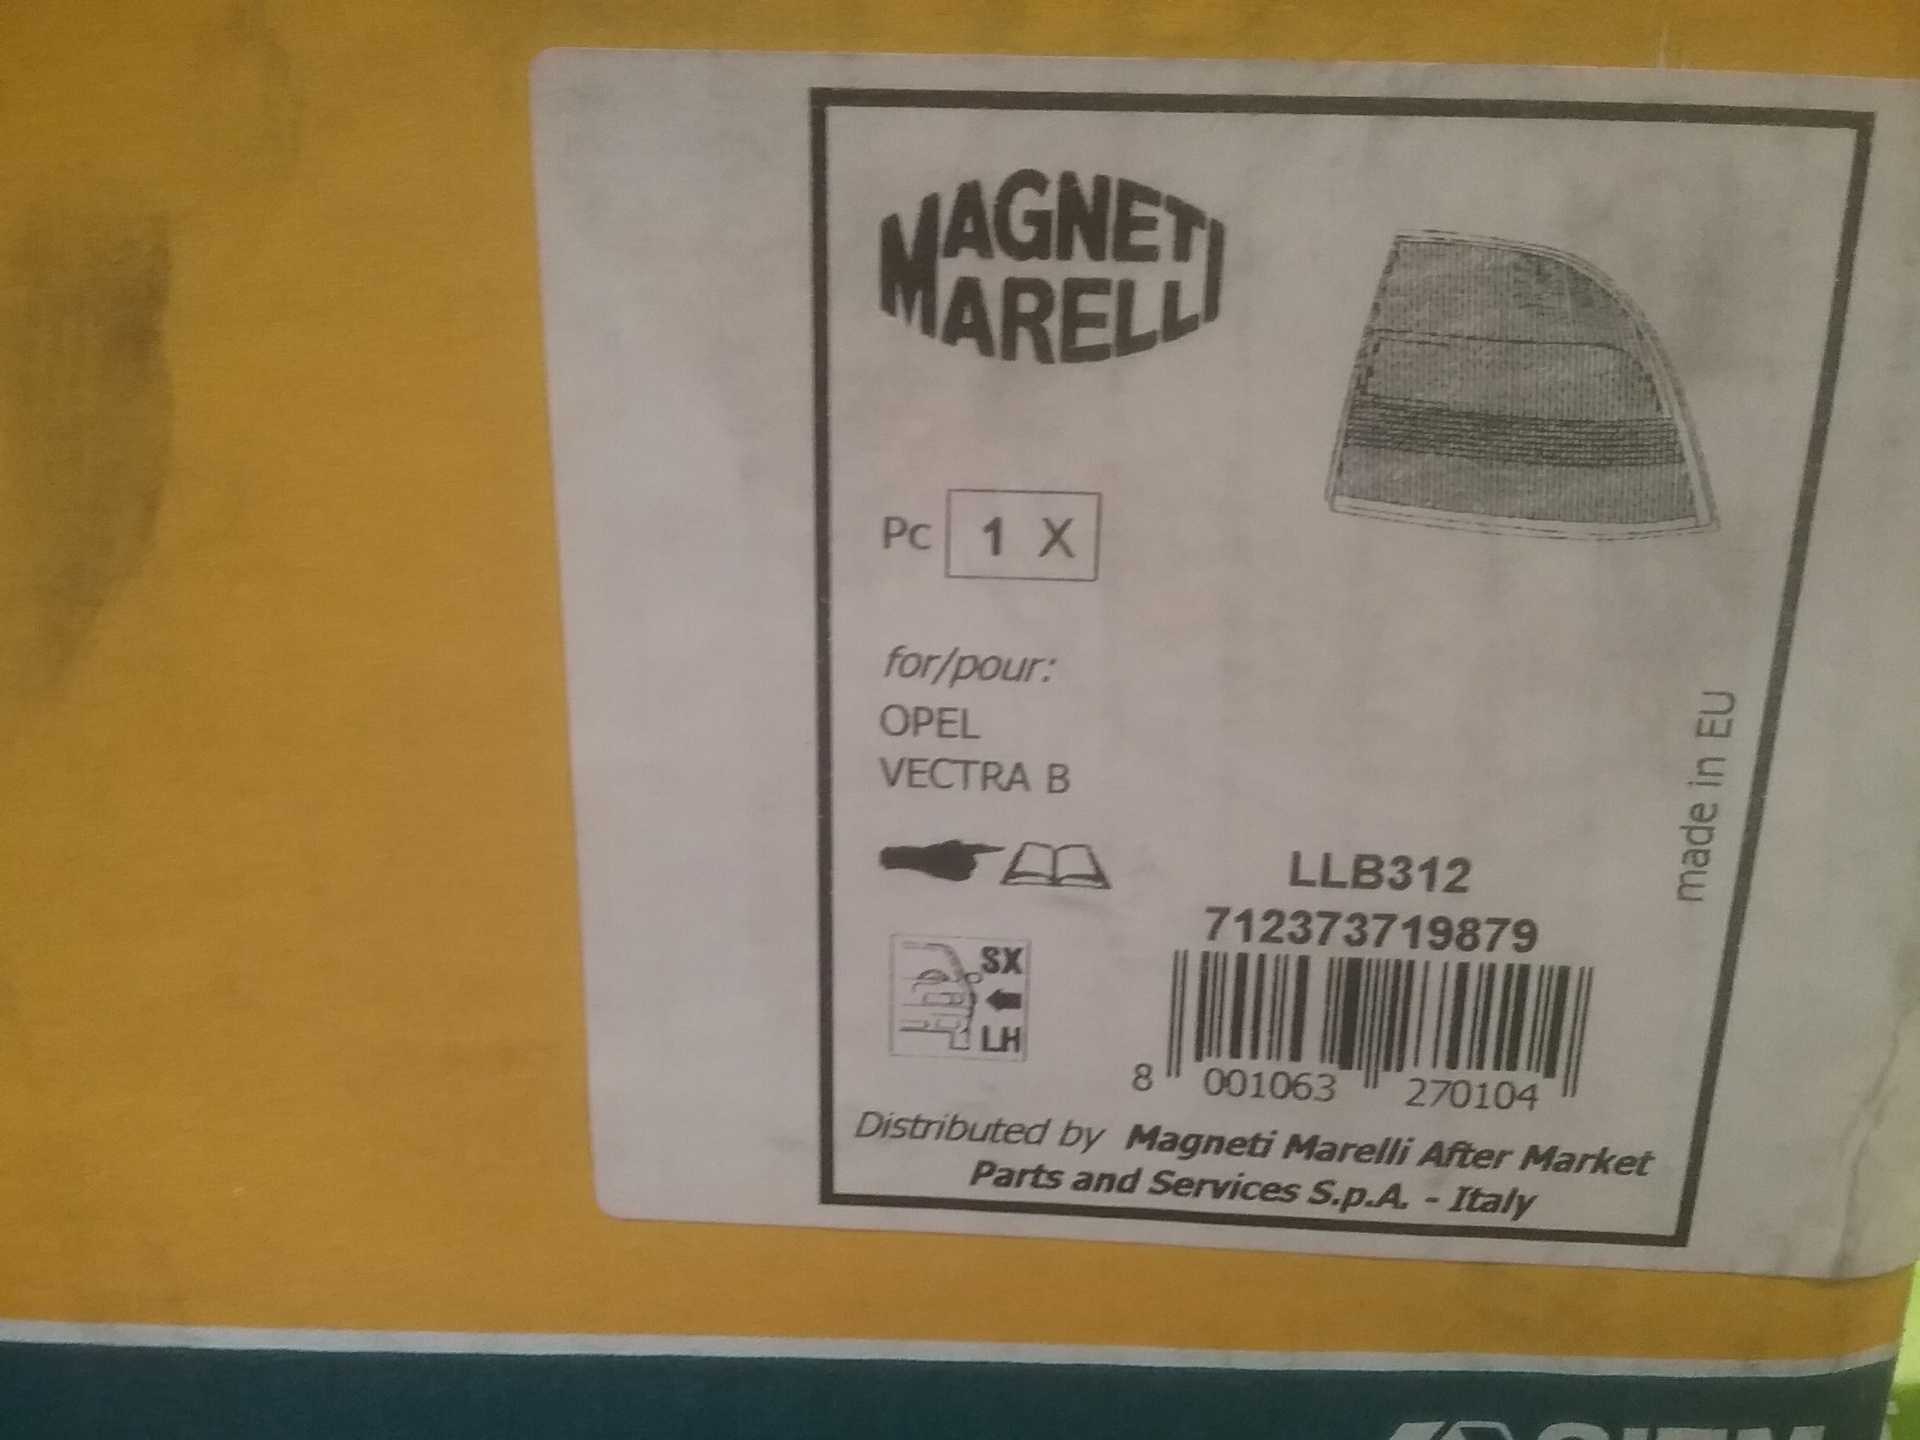 MAGNETI
MARELLI
Pc 1 X
for/pour:
OPEL
VECTRA B
made in EU
LLB312
712373719879
SX
LH
8 001063 270104
Distributed by Magneti Marelli After Market
Parts and Services S.p.A. - Italy